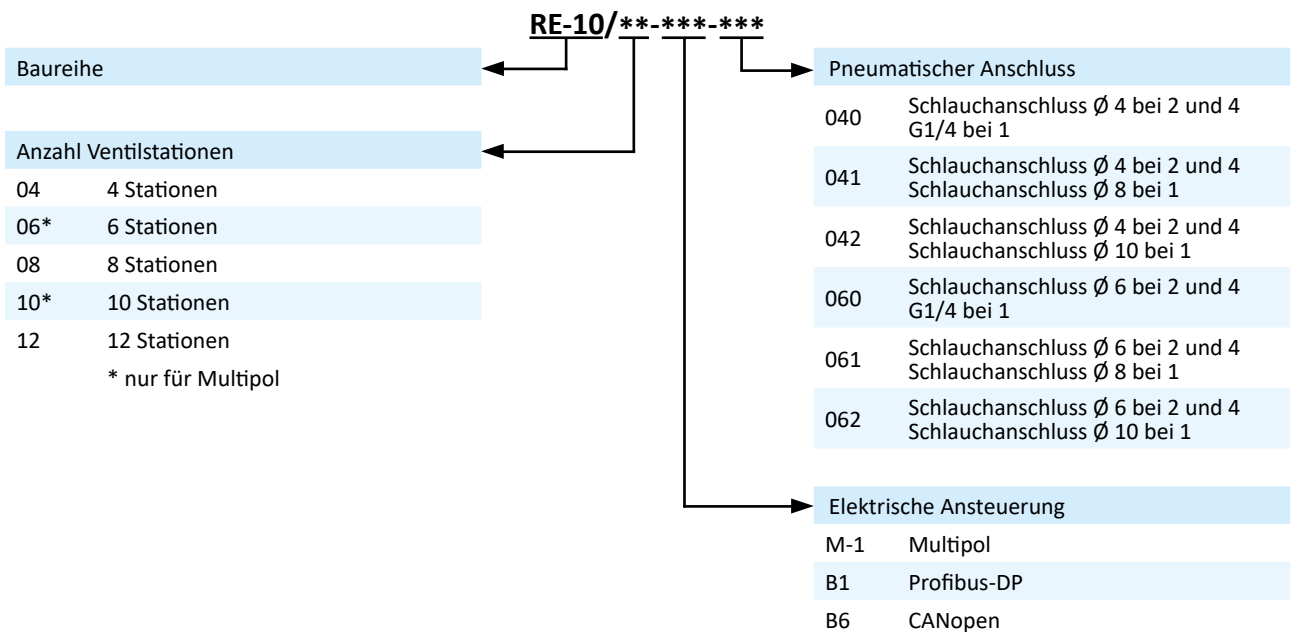 RE-10/**-***-***
Baureihe
Anzahl Ventilstationen
04 4 Stationen
06* 6 Stationen
08 8 Stationen
10* 10 Stationen
12 12 Stationen
* nur für Multipol
Pneumatischer Anschluss
040 Schlauchanschluss Ø 4 bei 2 und 4
G1/4 bei 1
041 Schlauchanschluss Ø 4 bei 2 und 4
Schlauchanschluss Ø 8 bei 1
042 Schlauchanschluss Ø 4 bei 2 und 4
Schlauchanschluss Ø 10 bei 1
060 Schlauchanschluss Ø 6 bei 2 und 4
G1/4 bei 1
061 Schlauchanschluss Ø 6 bei 2 und 4
Schlauchanschluss Ø 8 bei 1
062 Schlauchanschluss Ø 6 bei 2 und 4
Schlauchanschluss Ø 10 bei 1
Elektrische Ansteuerung
M-1 Multipol
B1 Profibus-DP
B6 CANopen